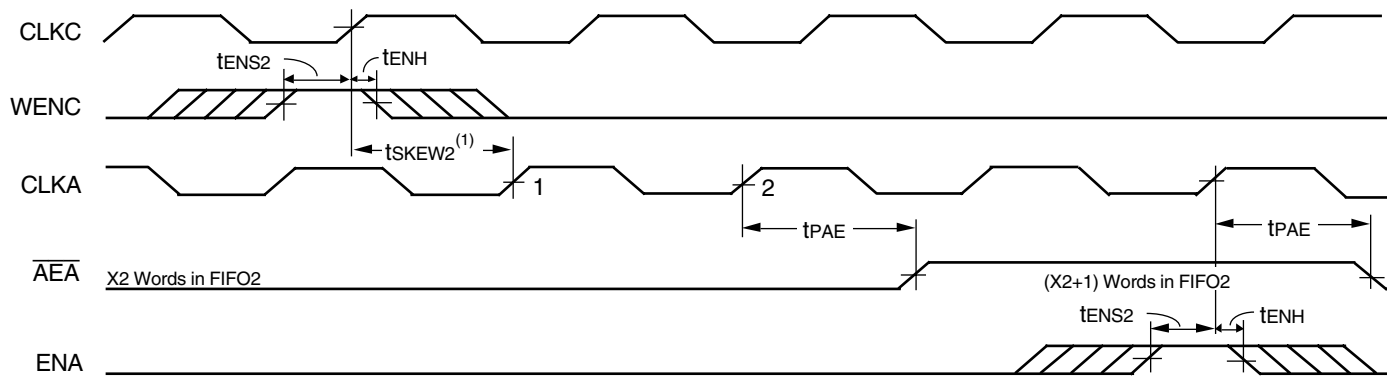 CLKC
tENS2
tENH
WENC
tSKEW2(1)
CLKA
1
2
tPAE
tPAE
AEA
X2 Words in FIFO2
(X2+1) Words in FIFO2
tENS2
tENH
ENA